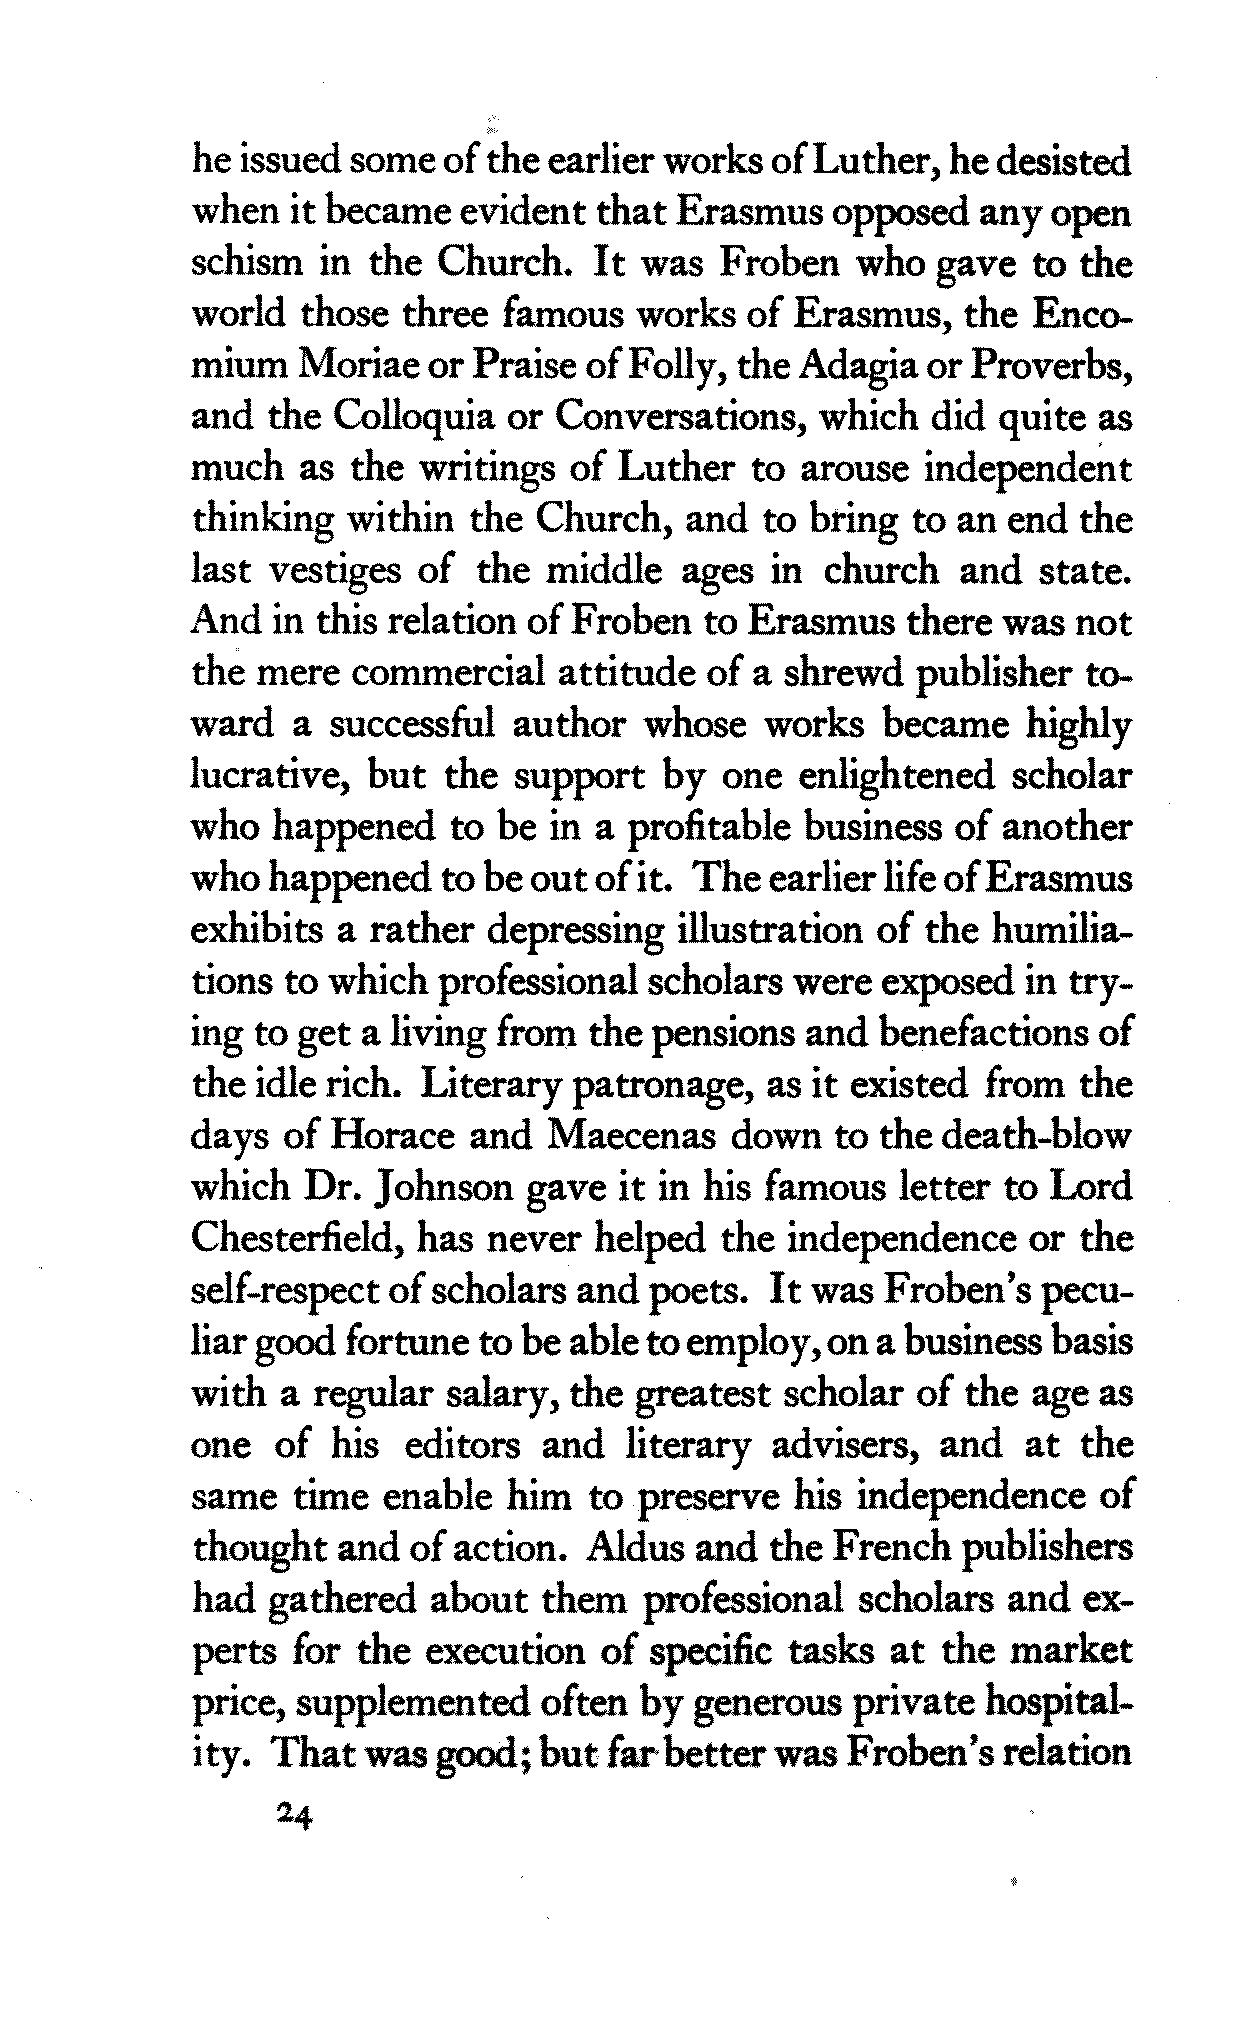 he issued some of the earlier works of Luther, he desisted
when it became evident that Erasmus opposed any open
schism in the Church. It was Froben who gave to the
world those three famous works of Erasmus, the Enco-
mium Moriae or Praise of Folly, the Adagia or Proverbs,
and the Colloquia or Conversations, which did quite as
much as the writings of Luther to arouse independent
thinking within the Church, and to bring to an end the
last vestiges of the middle ages in church and state.
And in this relation of Froben to Erasmus there was not
the mere commercial attitude of a shrewd publisher to-
ward a successful author whose works became highly
lucrative, but the support by one enlightened scholar
who happened to be in a profitable business of another
who happened to be out of it. The earlier life of Erasmus
exhibits a rather depressing illustration of the humilia-
tions to which professional scholars were exposed in try-
ing to get a living from the pensions and benefactions of
the idle rich. Literary patronage, as it existed from the
days of Horace and Maecenas down to the death-blow
which Dr. Johnson gave it in his famous letter to Lord
Chesterfield, has never helped the independence or the
self-respect of scholars and poets. It was Froben's pecu-
liar good fortune to be able to employ, on a business basis
with a regular salary, the greatest scholar of the age as
one of his editors and literary advisers, and at the
same time enable him to preserve his independence of
thought and of action. Aldus and the French publishers
had gathered about them professional scholars and ex-
perts for the execution of specific tasks at the market
price, supplemented often by generous private hospital-
ity. That was good; but far better was Froben's relation
24